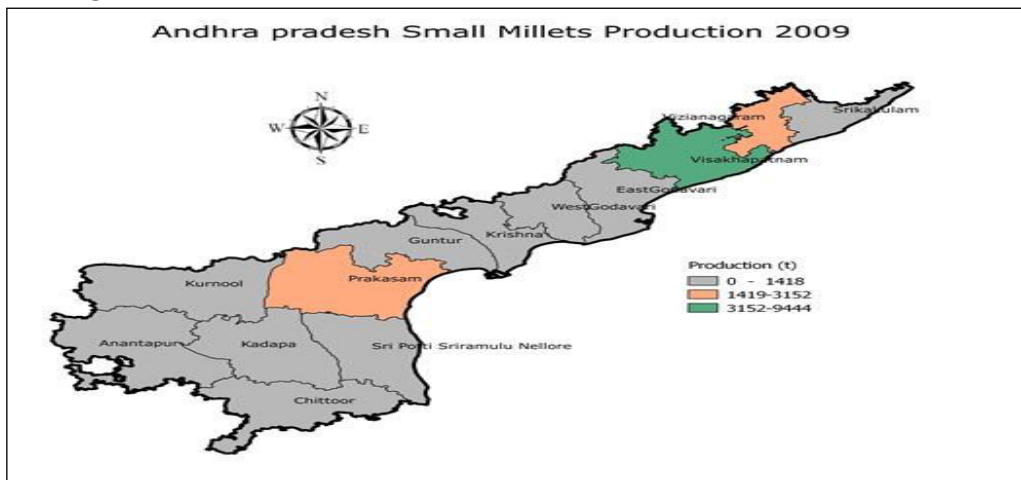 Andhra pradesh Small Millets Production 2009
N
W E
S
Vizianagaram
Srikakulam
Visakhapatnam
EastGodavari
WestGodavari
Krishna
Guntur
Prakasam
Kurnool
Anantapur
Kadapa
Sri Potti Sriramulu Nellore
Chittoor
Production (t)
0 - 1418
1419-3152
3152-9444